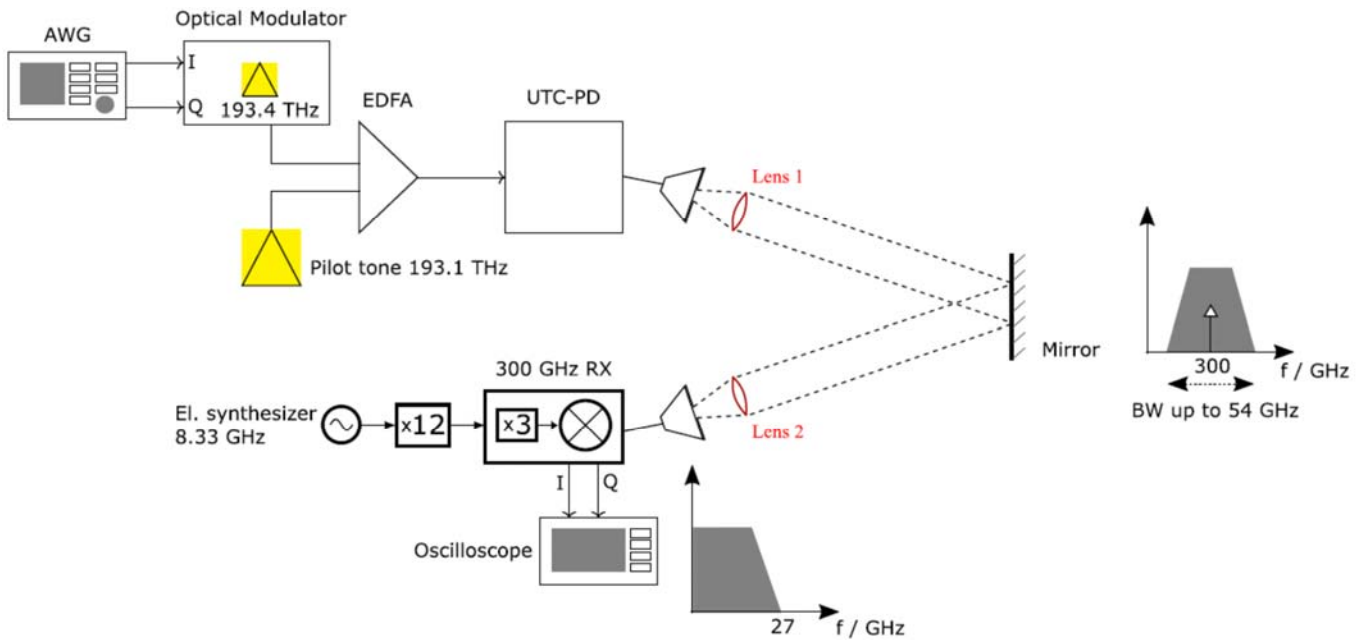 Optical Modulator
AWG
I
Q
193.4 THz
EDFA
UTC-PD
Lens 1
Pilot tone 193.1 THz
Mirror
300
f / GHz
BW up to 54 GHz
300 GHz RX
El. synthesizer
8.33 GHz
x12
x3
Lens 2
I
Q
Oscilloscope
27
f / GHz